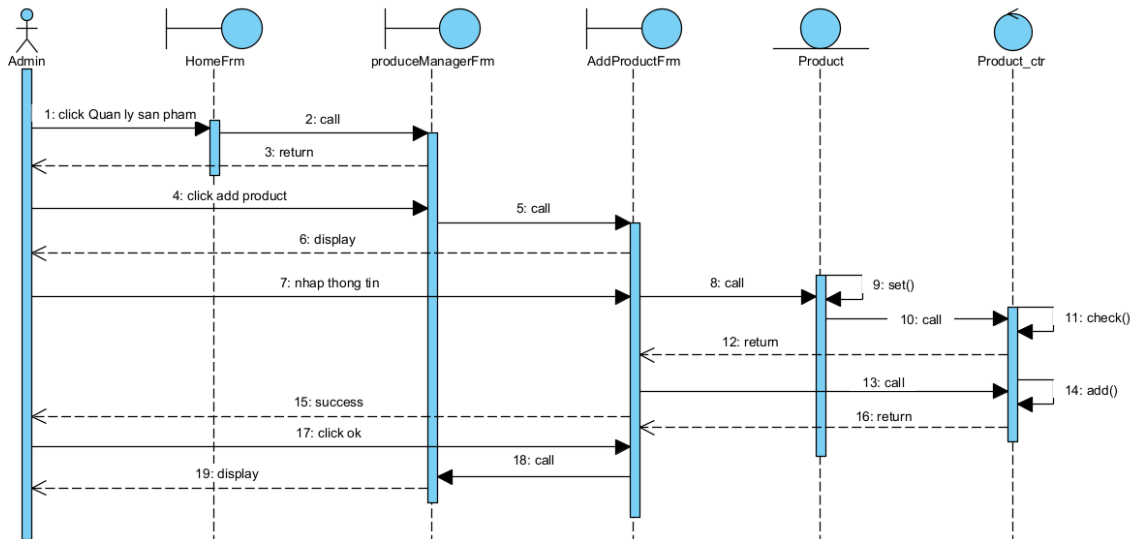 Admin
HomeFrm
produceManagerFrm
AddProductFrm
Product
Product_ctr
1: click Quan ly san pham
2: call
3: return
4: click add product
5: call
6: display
7: nhap thong tin
8: call
9: set()
10: call
11: check()
12: return
13: call
14: add()
15: success
16: return
17: click ok
18: call
19: display